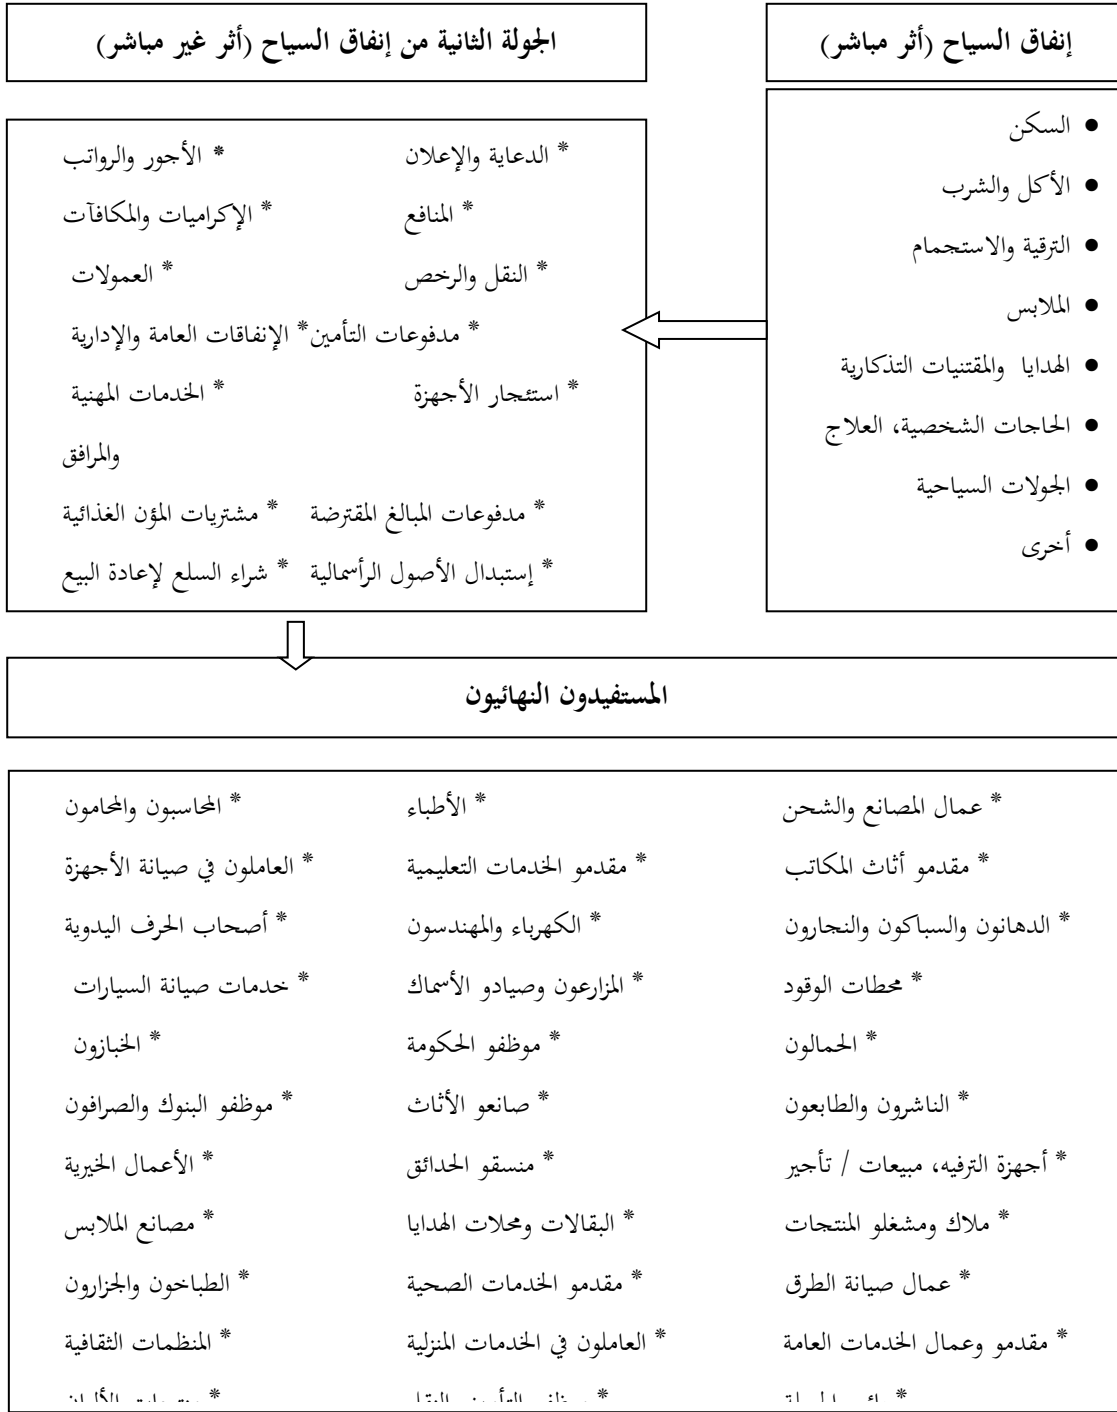 إنفاق السياح (أثر مباشر)
● السكن
● الأكل والشرب
● الترقية والاستجمام
● الملابس
● الهدايا والمقتنيات التذكارية
● الحاجات الشخصية، العلاج
● الجولات السياحية
● أخرى
الجولة الثانية من إنفاق السياح (أثر غير مباشر)
* الدعاية والإعلان * الأجور والرواتب
* المنافع * الإكراميات والمكافآت
* النقل والرخص * العمولات
* مدفوعات التأمين * الإنفاقات العامة والإدارية
* استئجار الأجهزة * الخدمات المهنية
والمرافق
* مدفوعات المبالغ المقترضة * مشتريات المؤن الغذائية
* إستبدال الأصول الرأسمالية * شراء السلع لإعادة البيع
المستفيدون النهائيون
* عمال المصانع والشحن * الأطباء * المحاسبون والمحامون
* مقدمو أثاث المكاتب * مقدمو الخدمات التعليمية * العاملون في صيانة الأجهزة
* الدهانون والسباكون والنجارون * الكهرباء والمهندسون * أصحاب الحرف اليدوية
* محطات الوقود * المزارعون وصيادو الأسماك * خدمات صيانة السيارات
* الحمالون * موظفو الحكومة * الخبازون
* الناشرون والطابعون * صانعو الأثاث * موظفو البنوك والصرافون
* أجهزة الترفيه، مبيعات / تأجير * منسقو الحدائق * الأعمال الخيرية
* ملاك ومشغلو المنتجات * البقالات ومحلات الهدايا * مصانع الملابس
* عمال صيانة الطرق * مقدمو الخدمات الصحية * الطباخون والجزارون
* مقدمو وعمال الخدمات العامة * العاملون في الخدمات المنزلية * المنظمات الثقافية